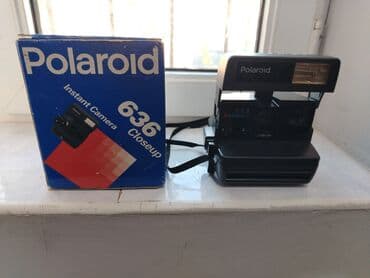 Polaroid
Instant Camera
636
Closeup
Polaroid